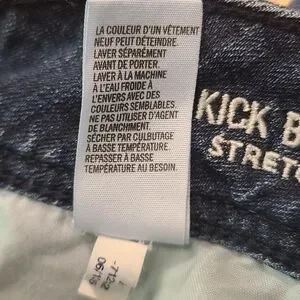 LA COULEUR D'UN VÊTEMENT
NEUF PEUT DÉTEINDRE.
LAVER SÉPARÉMENT
AVANT DE PORTER.
LAVER À LA MACHINE
À L'EAU FROIDE À
L'ENVERS AVEC DES
COULEURS SEMBLABLES.
NE PAS UTILISER D'AGENT
DE BLANCHIMENT.
SÉCHER PAR CULBUTAGE
À BASSE TEMPÉRATURE.
REPASSER À BASSE
TEMPÉRATURE AU BESOIN.
KICK B
STRETC